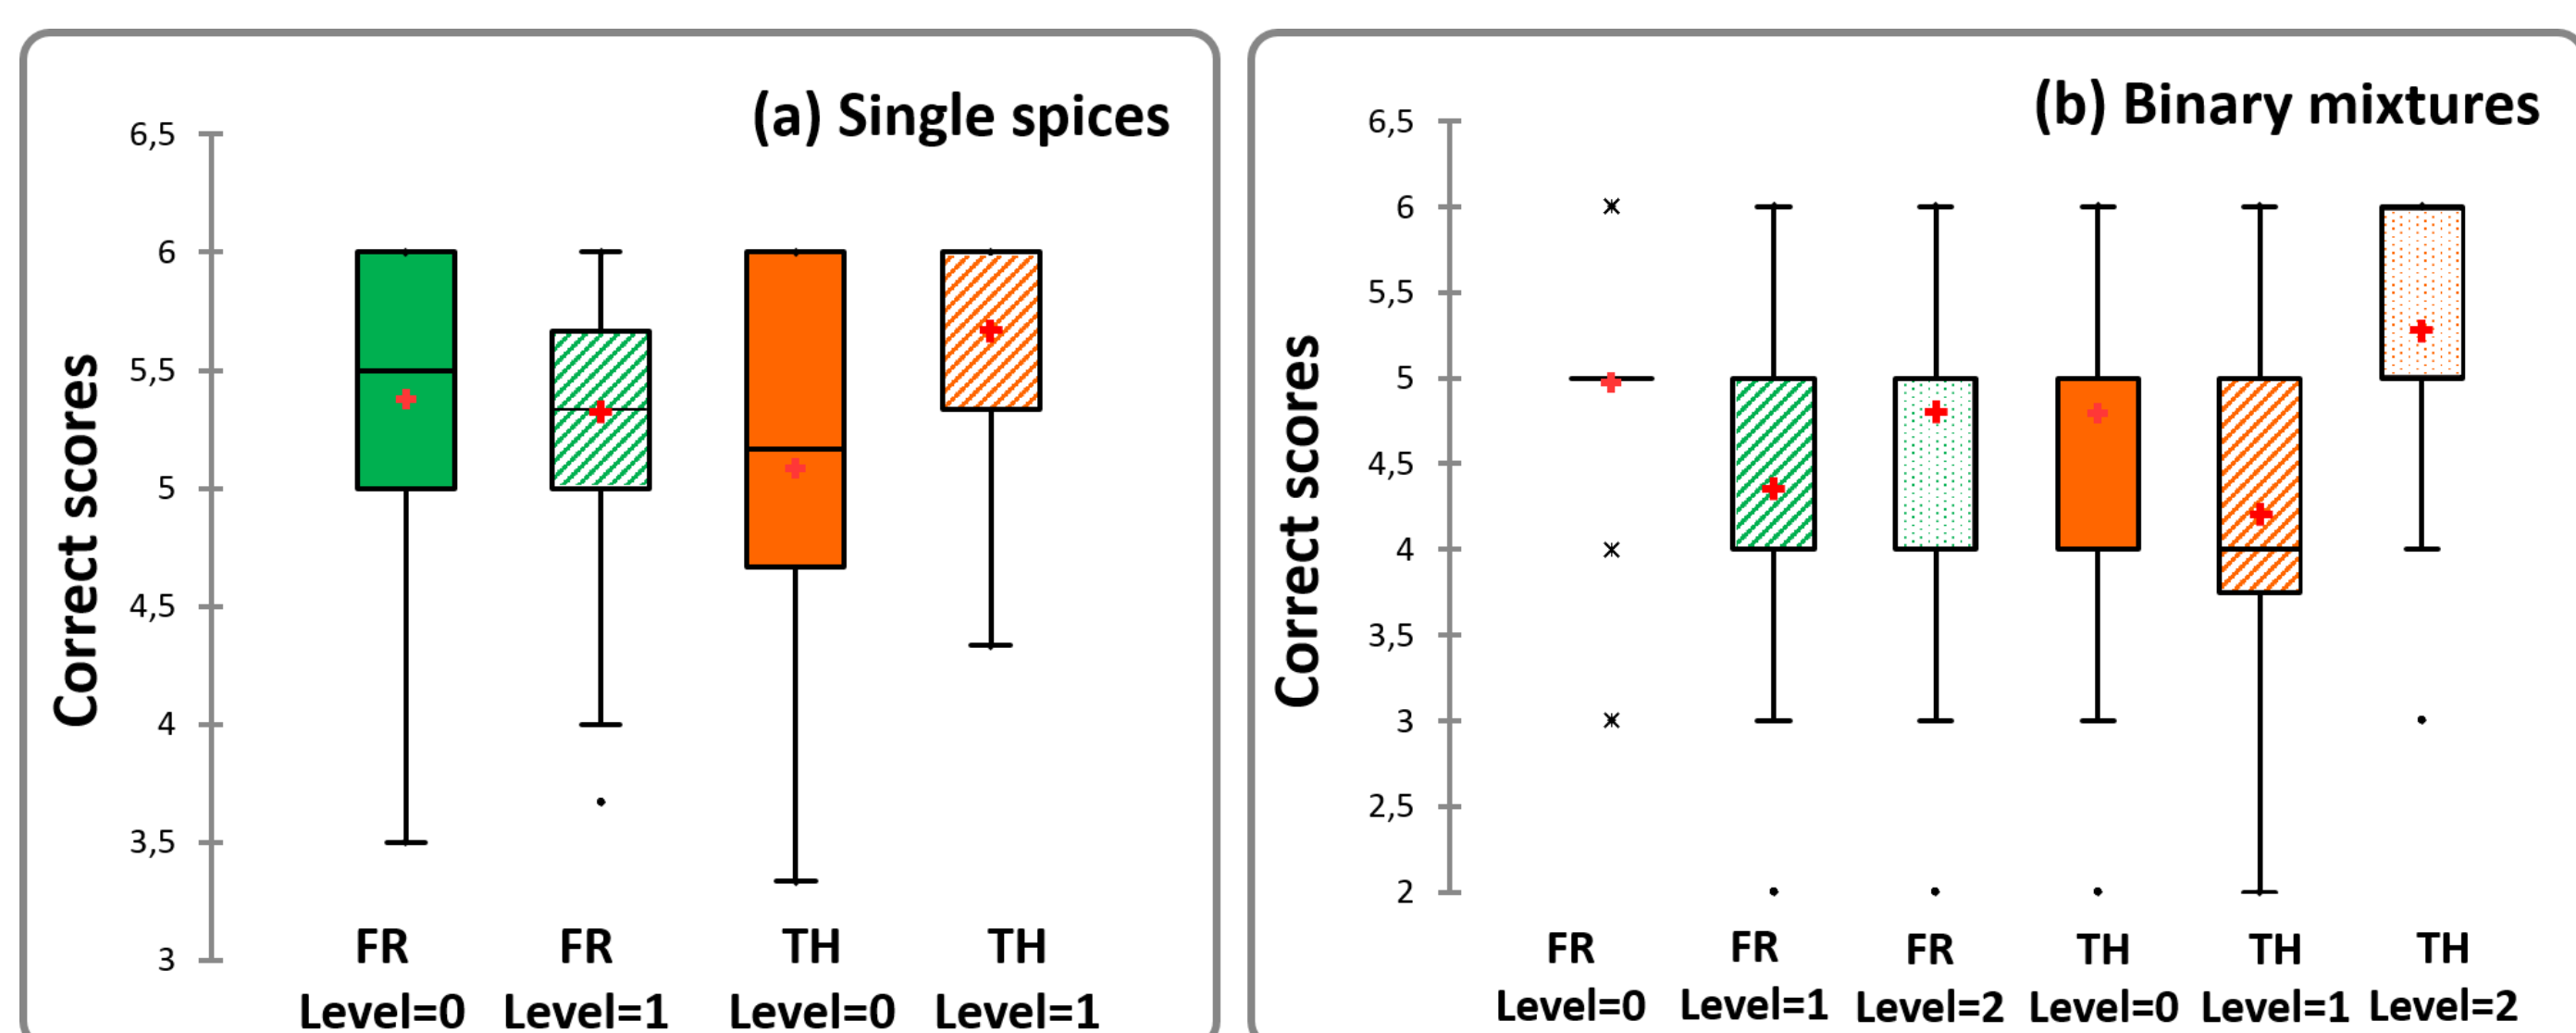 (a) Single spices
Correct scores
6,5
6
5,5
5
4,5
4
3,5
3
FR FR TH TH
Level=0 Level=1 Level=0 Level=1
(b) Binary mixtures
Correct scores
6,5
6
5,5
5
4,5
4
3,5
3
2,5
2
FR FR FR TH TH TH
Level=0 Level=1 Level=2 Level=0 Level=1 Level=2